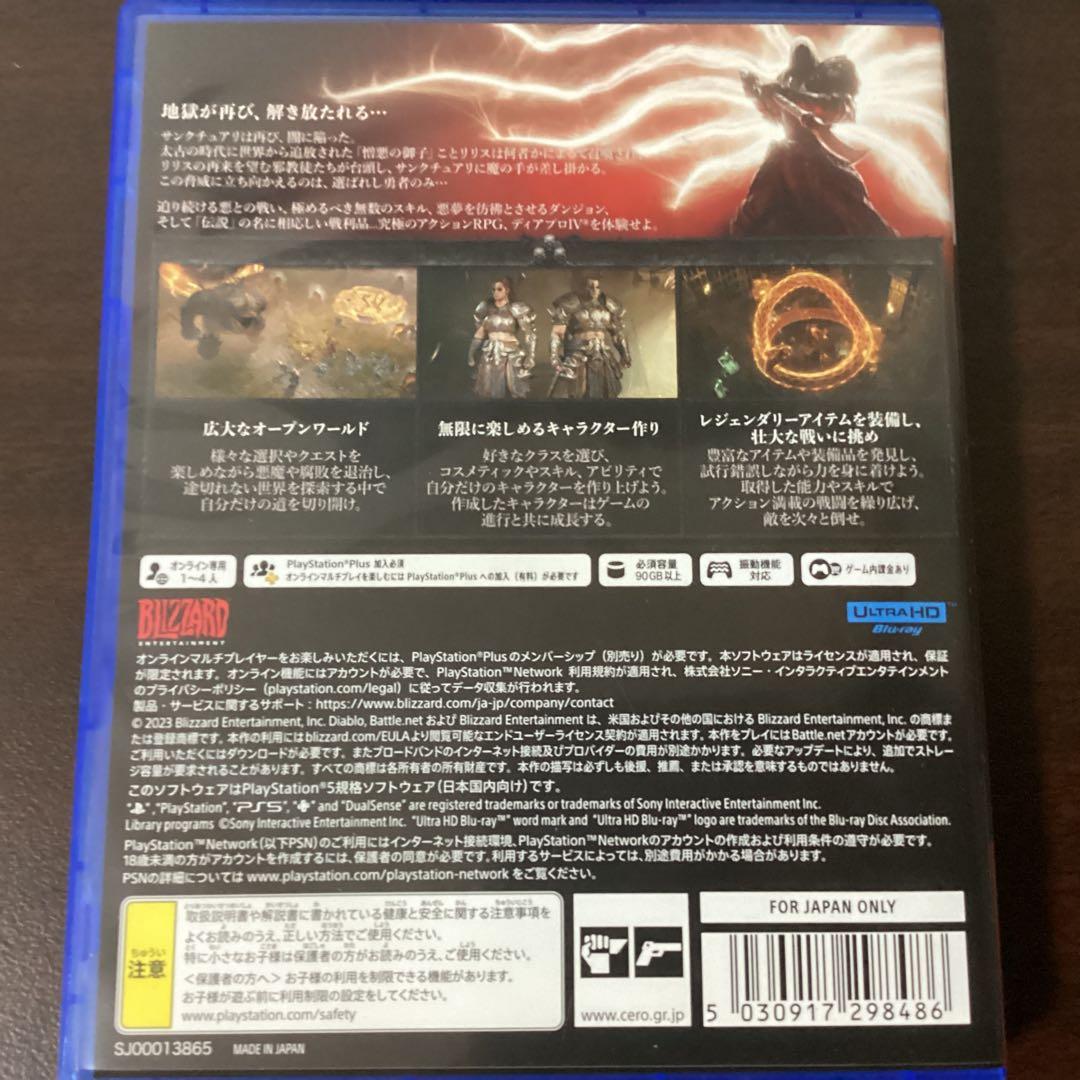 地獄が再び、解き放たれる…
サンクチュアリは再び、闇に陥った。
太古の時代に世界から追放された「憎悪の御子」ことリリスは何者かによって召喚され、
リリスの再来を望む邪教徒たちが台頭し、サンクチュアリに魔の手が差し掛かる。
この脅威に立ち向かえるのは、選ばれし勇者のみ…
迫り続ける悪との戦い、極めるべき無数のスキル、悪夢を彷彿とさせるダンジョン、
そして「伝説」の名に相応しい戦利品…究極のアクションRPG、ディアブロIV®を体験せよ。
広大なオープンワールド
様々な選択やクエストを
楽しめながら悪魔や腐敗を退治し、
途切れない世界を探索する中で
自分だけの道を切り開け。
無限に楽しめるキャラクター作り
好きなクラスを選び、
コスメティックやスキル、アビリティで
自分だけのキャラクターを作り上げよう。
作成したキャラクターはゲームの
進行と共に成長する。
レジェンダリーアイテムを装備し、
壮大な戦いに挑め
豊富なアイテムや装備品を発見し、
試行錯誤しながら力を身に着けよう。
取得した能力やスキルで
アクション満載の戦闘を繰り広げ、
敵を次々と倒せ。
オンライン専用
1〜4人
PlayStation®Plus 加入必須
オンラインマルチプレイを楽しむには PlayStation®Plus への加入（有料）が必要です
必須容量
90GB以上
振動機能
対応
ゲーム内課金あり
BLIZZARD
ENTERTAINMENT
ULTRA HD™
Blu-ray
オンラインマルチプレイヤーをお楽しみいただくには、PlayStation®Plusのメンバーシップ（別売り）が必要です。本ソフトウェアはライセンスが適用され、保証
が限定されます。オンライン機能にはアカウントが必要で、PlayStation™Network 利用規約が適用され、株式会社ソニー・インタラクティブエンタテインメント
のプライバシーポリシー（playstation.com/legal）に従ってデータ収集が行われます。
製品・サービスに関するサポート：https://www.blizzard.com/ja-jp/company/contact
© 2023 Blizzard Entertainment, Inc. Diablo, Battle.net および Blizzard Entertainment は、米国およびその他の国における Blizzard Entertainment, Inc. の商標ま
たは登録商標です。本作の利用にはblizzard.com/EULAより閲覧可能なエンドユーザーライセンス契約が適用されます。本作をプレイにはBattle.netアカウントが必要です。
ご利用いただくにはダウンロードが必要です。またブロードバンドのインターネット接続及びプロバイダーの費用が別途かかります。必要なアップデートにより、追加でストレー
ジ容量が要求されることがあります。すべての商標は各所有者の所有財産です。本作の描写は必ずしも後援、推薦、または承認を意味するものではありません。
このソフトウェアはPlayStation®5規格ソフトウェア（日本国内向け）です。
"PlayStation", "PS5", and "DualSense" are registered trademarks or trademarks of Sony Interactive Entertainment Inc.
Library programs ©Sony Interactive Entertainment Inc. "Ultra HD Blu-ray™" word mark and "Ultra HD Blu-ray™" logo are trademarks of the Blu-ray Disc Association.
PlayStation™Network（以下PSN）のご利用にはインターネット接続環境、PlayStation™Networkのアカウントの作成および利用条件の遵守が必要です。
18歳未満の方がアカウントを作成するには、保護者の同意が必要です。利用するサービスによっては、別途費用がかかる場合があります。
PSNの詳細については www.playstation.com/playstation-network をご覧ください。
ちゅうい
注意
取扱説明書や解説書に書かれている健康と安全に関する注意事項を
よくお読みのうえ、正しい方法でご使用ください。
特に小さなお子様は保護者の方がお読みのうえ、ご使用ください。
＜保護者の方へ＞お子様の利用を制限できる機能があります。
お子様が遊ぶ前に利用制限の設定をしてください。
www.playstation.com/safety
www.cero.gr.jp
FOR JAPAN ONLY
5 030917 298486
SJ00013865 MADE IN JAPAN